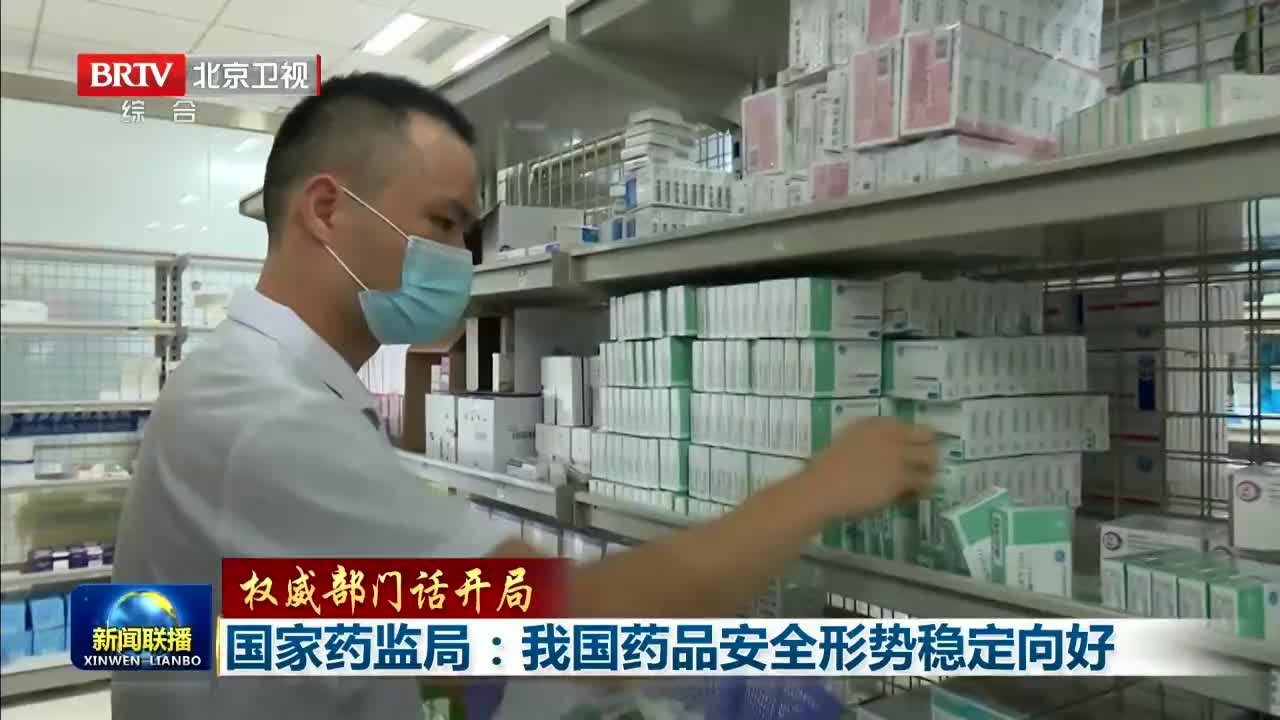 BRTV 北京卫视
综合
权威部门话开局
新闻联播
XINWEN LIANBO
国家药监局：我国药品安全形势稳定向好